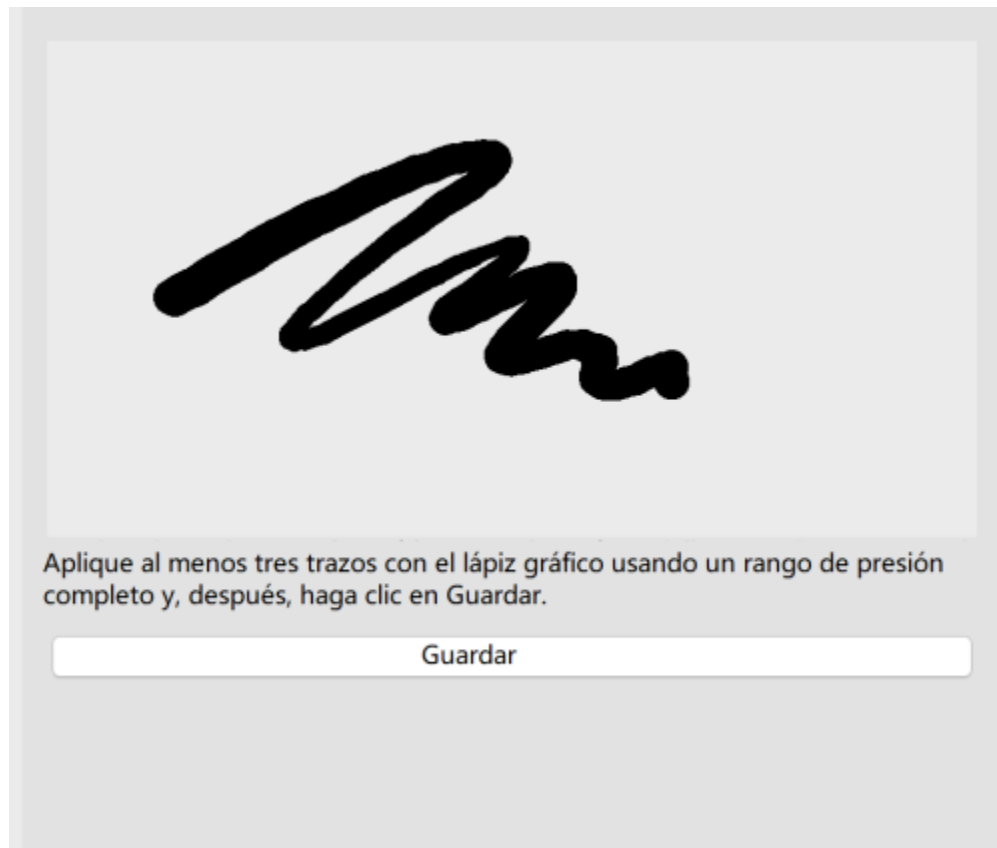 Aplique al menos tres trazos con el lápiz gráfico usando un rango de presión
completo y, después, haga clic en Guardar.
Guardar